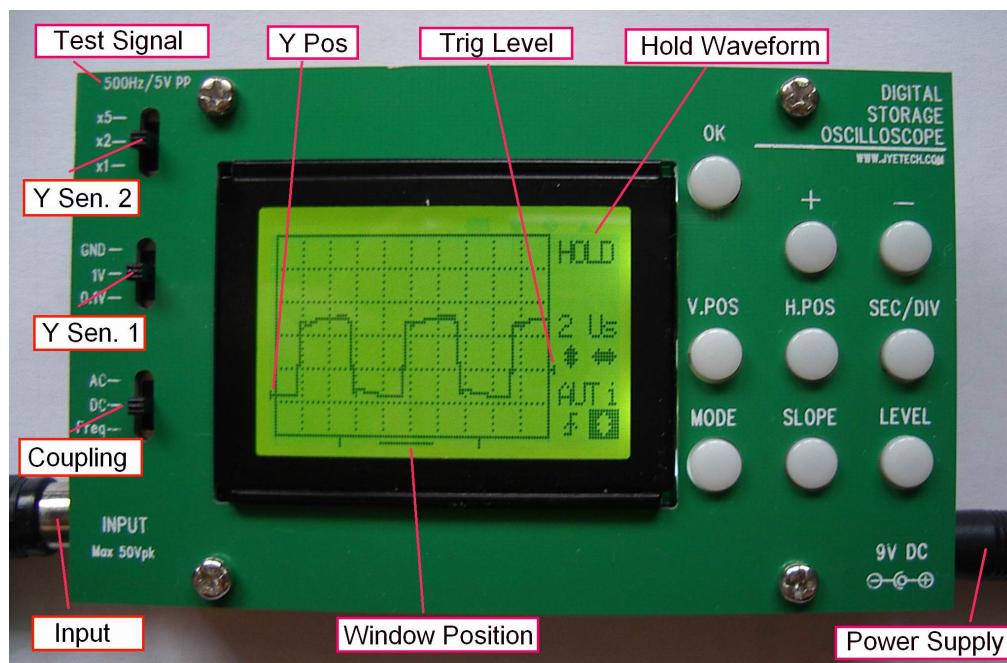 Test Signal
Y Pos
Trig Level
Hold Waveform
500Hz/5V PP
x5
x2
x1
Y Sen. 2
GND
1V
0.1V
Y Sen. 1
AC
DC
Freq
Coupling
INPUT
Max 50Vpk
Input
HOLD
2 Us
AUTi
Window Position
DIGITAL
STORAGE
OSCILLOSCOPE
WWW.JYETECH.COM
OK
+ −
V.POS H.POS SEC/DIV
MODE SLOPE LEVEL
9V DC
Power Supply